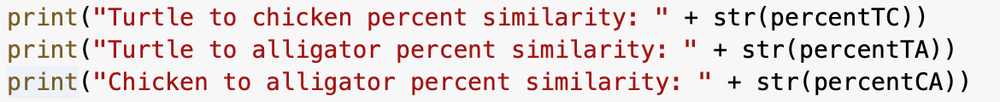 print("Turtle to chicken percent similarity: " + str(percentTC))
print("Turtle to alligator percent similarity: " + str(percentTA))
print("Chicken to alligator percent similarity: " + str(percentCA))